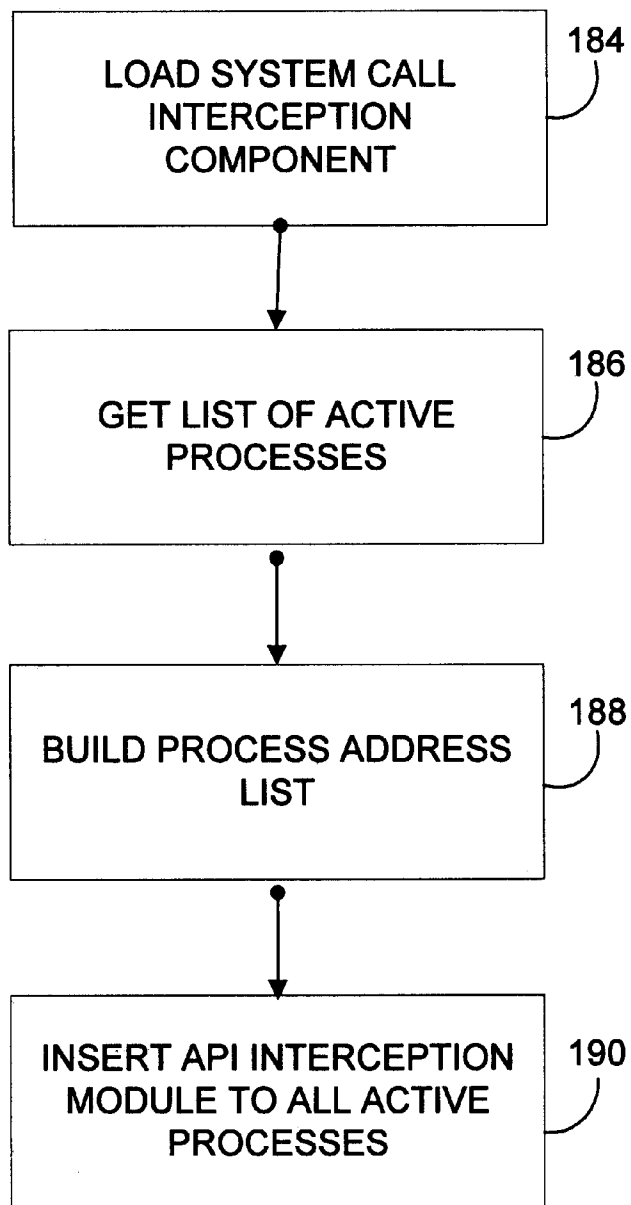 LOAD SYSTEM CALL
INTERCEPTION
COMPONENT
184
GET LIST OF ACTIVE
PROCESSES
186
BUILD PROCESS ADDRESS
LIST
188
INSERT API INTERCEPTION
MODULE TO ALL ACTIVE
PROCESSES
190